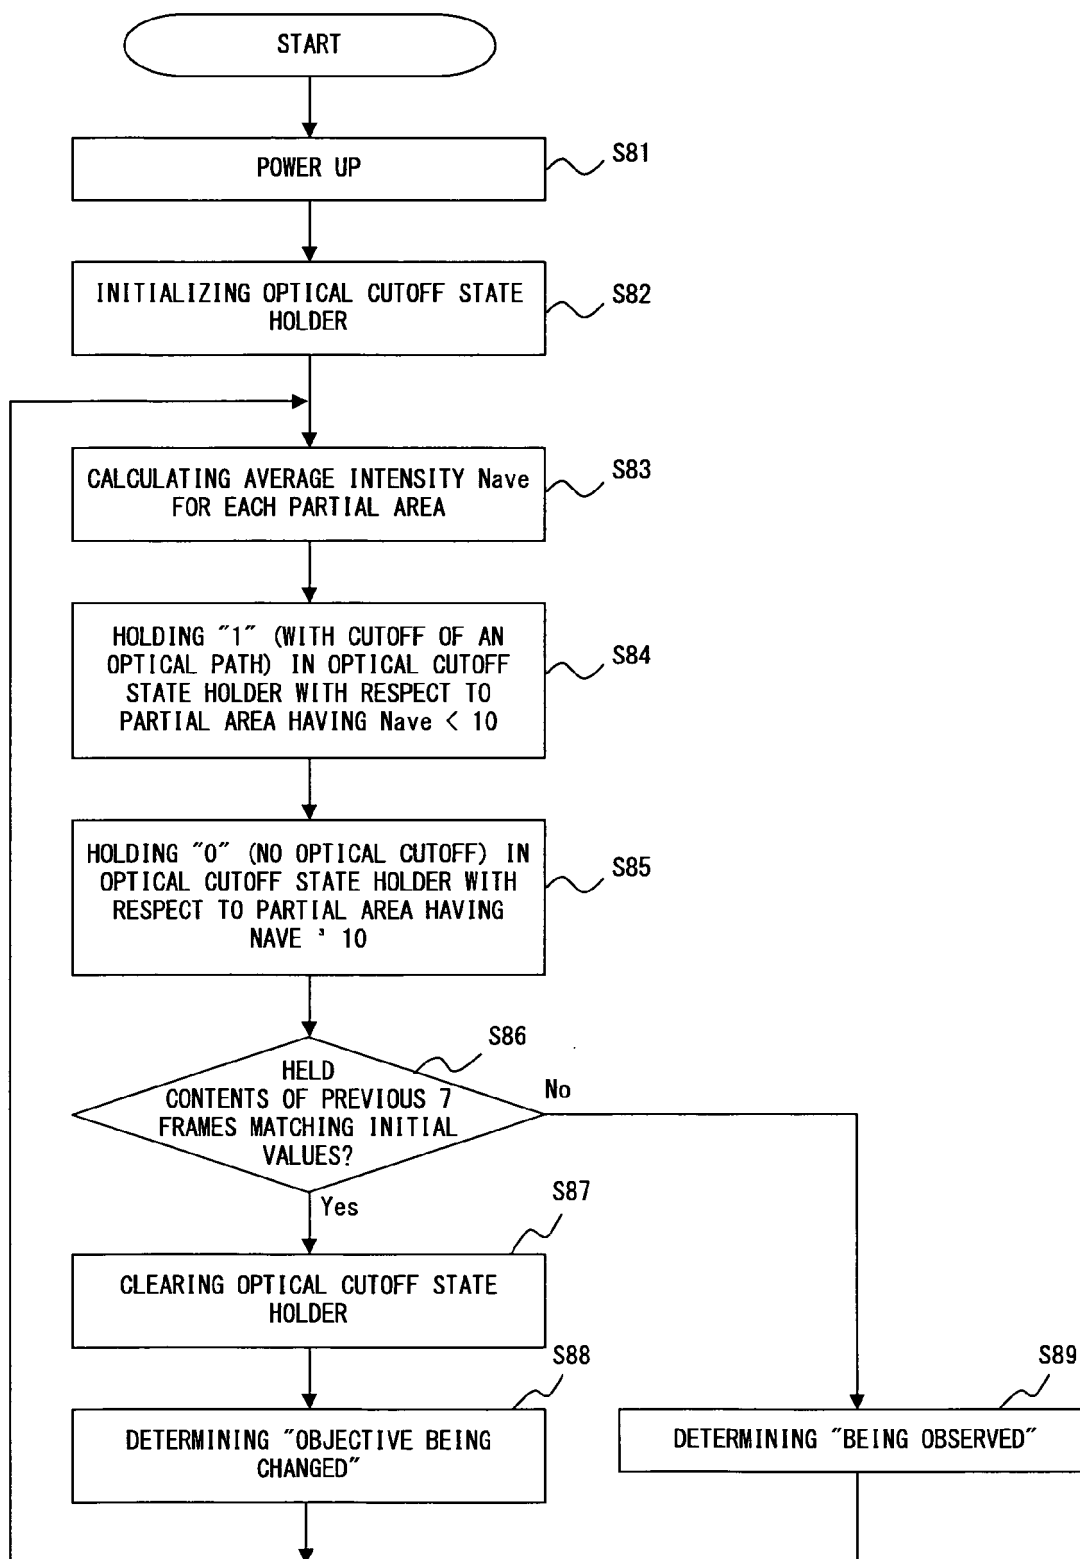 START
POWER UP
S81
INITIALIZING OPTICAL CUTOFF STATE
HOLDER
S82
CALCULATING AVERAGE INTENSITY Nave
FOR EACH PARTIAL AREA
S83
HOLDING "1" (WITH CUTOFF OF AN
OPTICAL PATH) IN OPTICAL CUTOFF
STATE HOLDER WITH RESPECT TO
PARTIAL AREA HAVING Nave < 10
S84
HOLDING "0" (NO OPTICAL CUTOFF) IN
OPTICAL CUTOFF STATE HOLDER WITH
RESPECT TO PARTIAL AREA HAVING
NAVE ³ 10
S85
S86
HELD
CONTENTS OF PREVIOUS 7
FRAMES MATCHING INITIAL
VALUES?
No
Yes
S87
CLEARING OPTICAL CUTOFF STATE
HOLDER
S88
DETERMINING "OBJECTIVE BEING
CHANGED"
S89
DETERMINING "BEING OBSERVED"